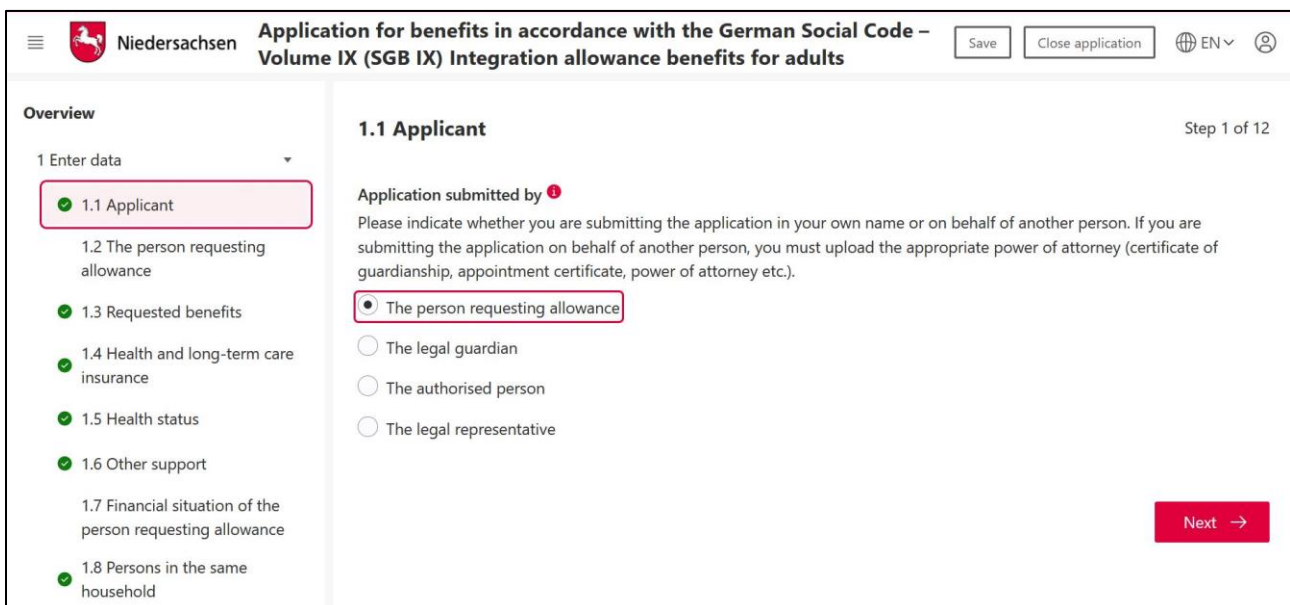 Niedersachsen
Application for benefits in accordance with the German Social Code –
Volume IX (SGB IX) Integration allowance benefits for adults
Save
Close application
EN
Overview
1 Enter data
1.1 Applicant
1.2 The person requesting
allowance
1.3 Requested benefits
1.4 Health and long-term care
insurance
1.5 Health status
1.6 Other support
1.7 Financial situation of the
person requesting allowance
1.8 Persons in the same
household
1.1 Applicant
Step 1 of 12
Application submitted by
Please indicate whether you are submitting the application in your own name or on behalf of another person. If you are
submitting the application on behalf of another person, you must upload the appropriate power of attorney (certificate of
guardianship, appointment certificate, power of attorney etc.).
The person requesting allowance
The legal guardian
The authorised person
The legal representative
Next →